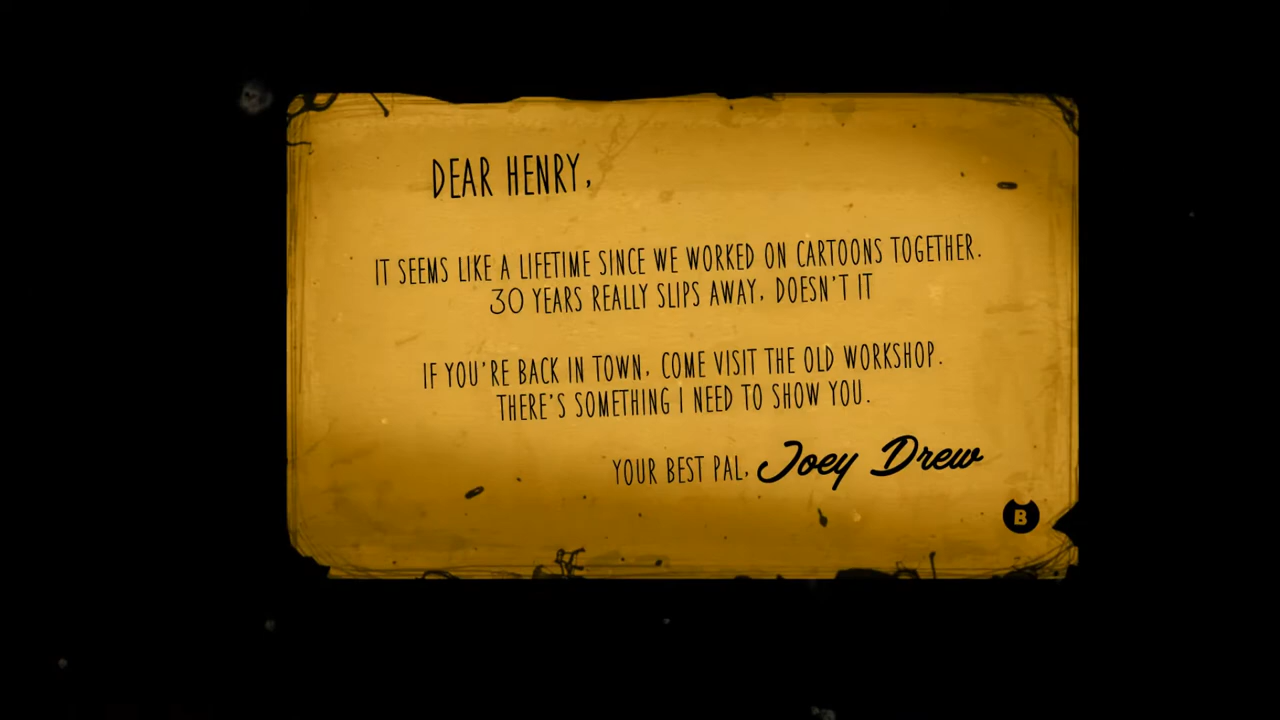 DEAR HENRY,
IT SEEMS LIKE A LIFETIME SINCE WE WORKED ON CARTOONS TOGETHER.
30 YEARS REALLY SLIPS AWAY, DOESN'T IT
IF YOU'RE BACK IN TOWN, COME VISIT THE OLD WORKSHOP.
THERE'S SOMETHING I NEED TO SHOW YOU.
YOUR BEST PAL, Joey Drew
B